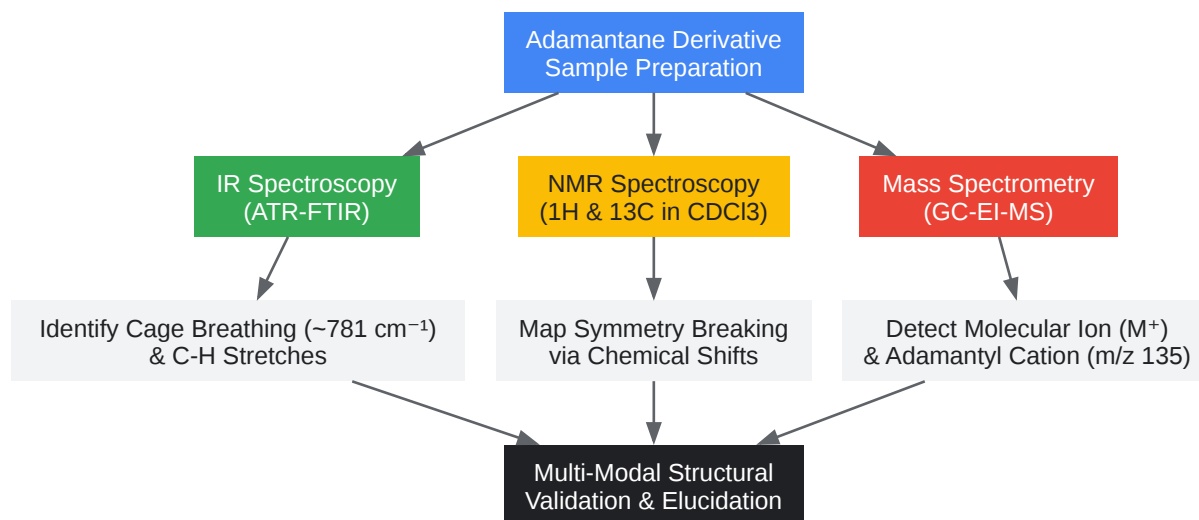 Adamantane Derivative
Sample Preparation
IR Spectroscopy
(ATR-FTIR)
NMR Spectroscopy
(1H & 13C in CDCl3)
Mass Spectrometry
(GC-EI-MS)
Identify Cage Breathing (~781 cm⁻¹)
& C-H Stretches
Map Symmetry Breaking
via Chemical Shifts
Detect Molecular Ion (M⁺)
& Adamantyl Cation (m/z 135)
Multi-Modal Structural
Validation & Elucidation